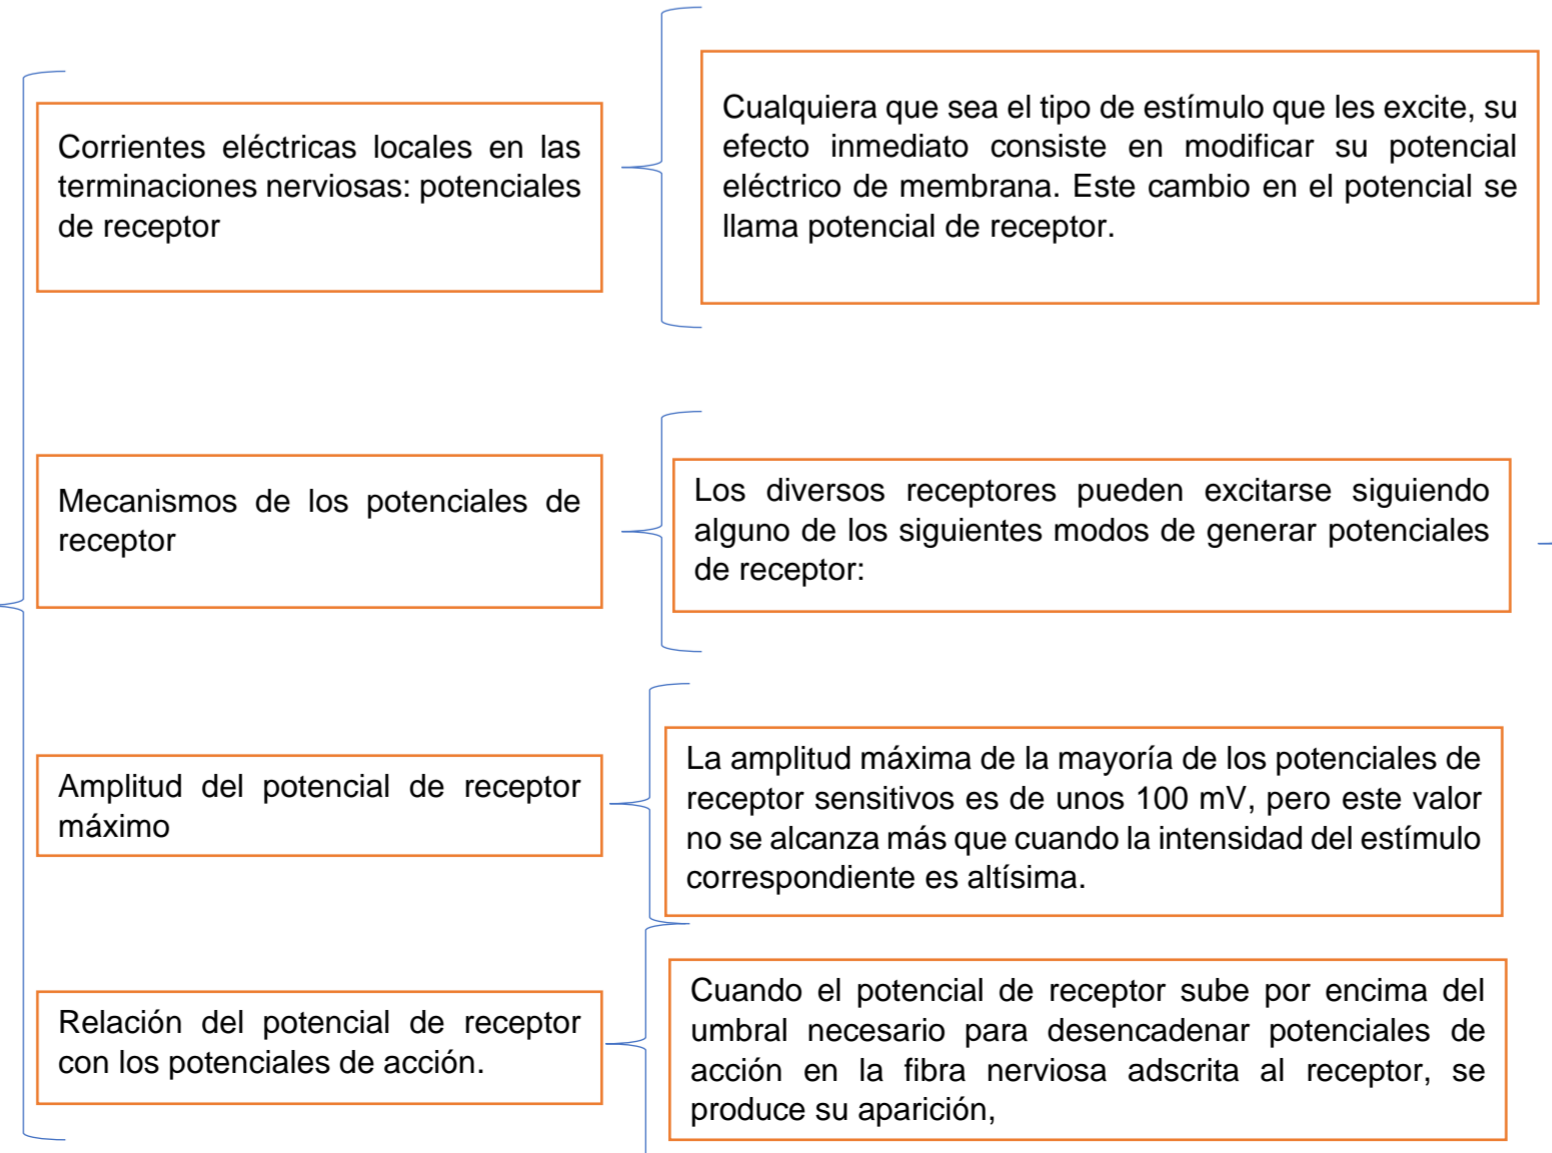 Corrientes eléctricas locales en las
terminaciones nerviosas: potenciales
de receptor
Cualquiera que sea el tipo de estímulo que les excite, su
efecto inmediato consiste en modificar su potencial
eléctrico de membrana. Este cambio en el potencial se
llama potencial de receptor.
Mecanismos de los potenciales de
receptor
Los diversos receptores pueden excitarse siguiendo
alguno de los siguientes modos de generar potenciales
de receptor:
Amplitud del potencial de receptor
máximo
La amplitud máxima de la mayoría de los potenciales de
receptor sensitivos es de unos 100 mV, pero este valor
no se alcanza más que cuando la intensidad del estímulo
correspondiente es altísima.
Relación del potencial de receptor
con los potenciales de acción.
Cuando el potencial de receptor sube por encima del
umbral necesario para desencadenar potenciales de
acción en la fibra nerviosa adscrita al receptor, se
produce su aparición,